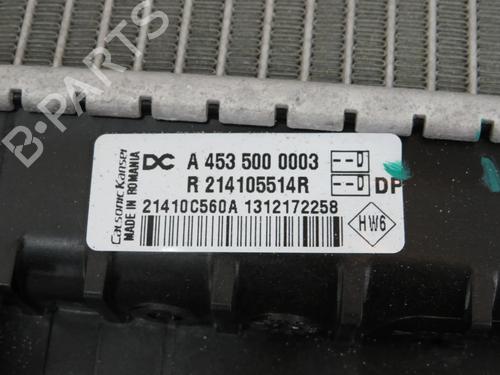 Calsonic Kansei
MADE IN ROMANIA
DC A 453 500 0003 --D
R 214105514R --D DP
21410C560A 1312172258
HW6
B-PARTS